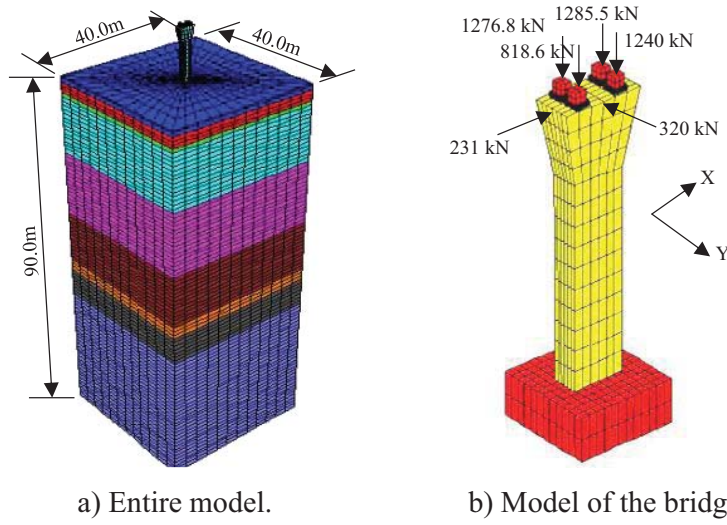 40.0m
40.0m
90.0m
a) Entire model.
1285.5 kN
1276.8 kN
1240 kN
818.6 kN
231 kN
320 kN
X
Y
b) Model of the bridg